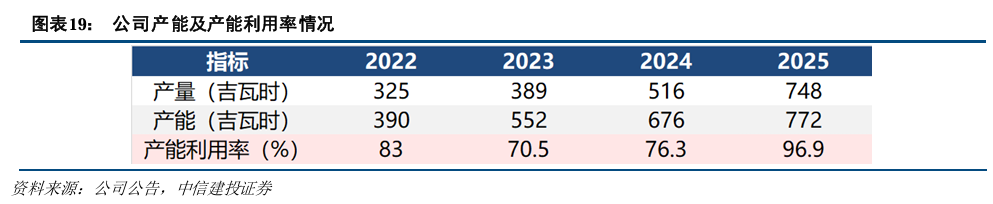 图表19： 公司产能及产能利用率情况
指标 2022 2023 2024 2025
产量（吉瓦时） 325 389 516 748
产能（吉瓦时） 390 552 676 772
产能利用率（%） 83 70.5 76.3 96.9
资料来源：公司公告，中信建投证券